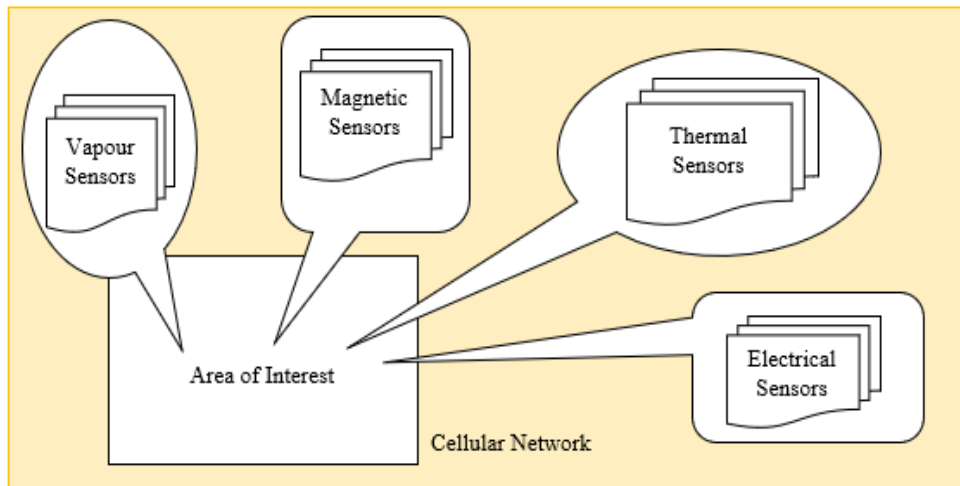 Vapour
Sensors
Magnetic
Sensors
Thermal
Sensors
Area of Interest
Electrical
Sensors
Cellular Network